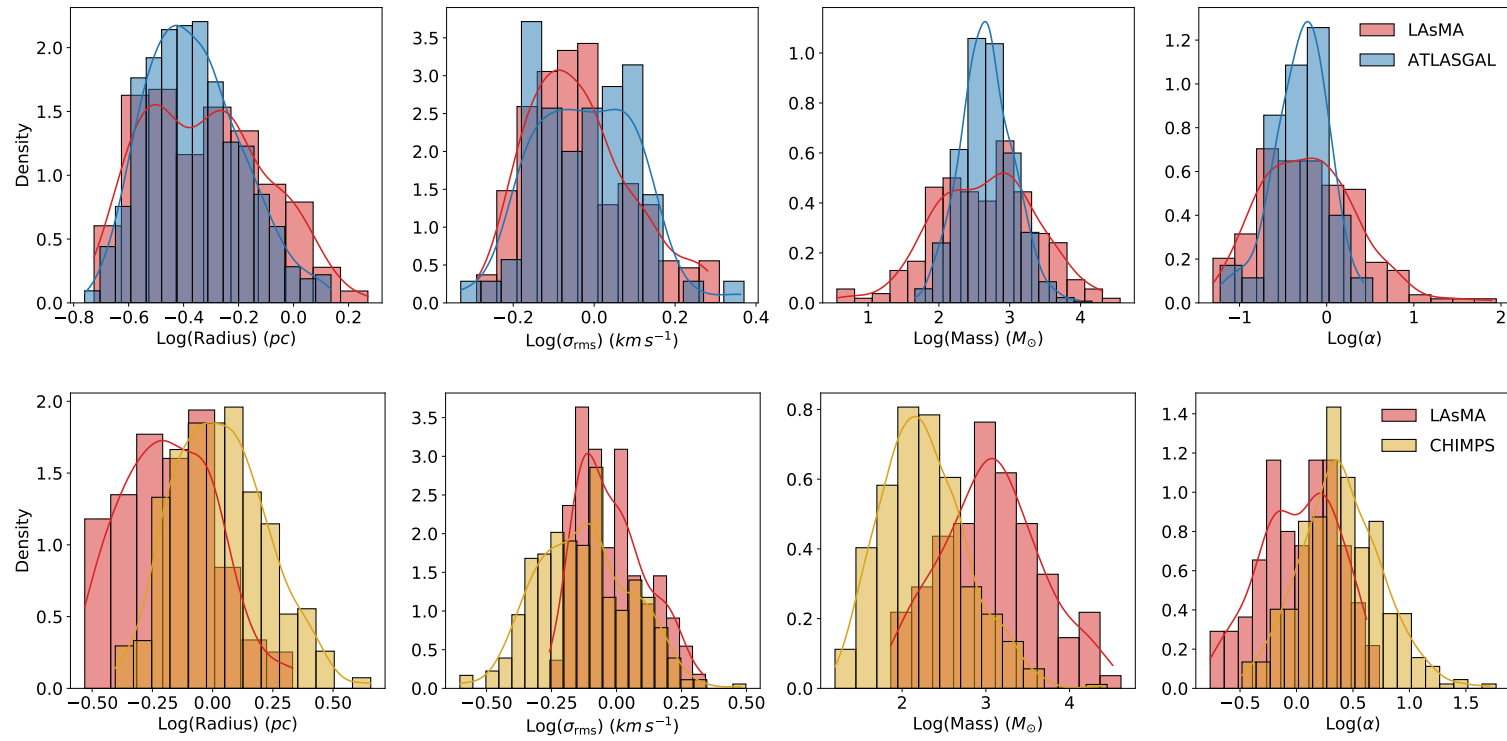 LAsMA
ATLASGAL
Density
2.0
1.5
1.0
0.5
0.0
−0.8 −0.6 −0.4 −0.2 0.0 0.2
Log(Radius) (pc)
3.5
3.0
2.5
2.0
1.5
1.0
0.5
0.0
−0.2 0.0 0.2 0.4
Log(σrms) (km s−1)
1.0
0.8
0.6
0.4
0.2
0.0
1 2 3 4
Log(Mass) (M⊙)
1.2
1.0
0.8
0.6
0.4
0.2
0.0
−1 0 1 2
Log(α)
LAsMA
CHIMPS
Density
2.0
1.5
1.0
0.5
0.0
−0.50 −0.25 0.00 0.25 0.50
Log(Radius) (pc)
3.5
3.0
2.5
2.0
1.5
1.0
0.5
0.0
−0.50 −0.25 0.00 0.25 0.50
Log(σrms) (km s−1)
0.8
0.6
0.4
0.2
0.0
2 3 4
Log(Mass) (M⊙)
1.4
1.2
1.0
0.8
0.6
0.4
0.2
0.0
−0.5 0.0 0.5 1.0 1.5
Log(α)